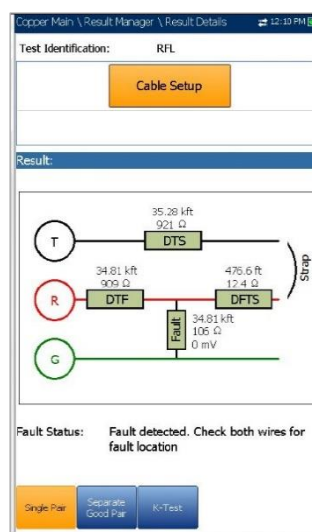 Copper Main \ Result Manager \ Result Details 12:10 PM
Test Identification: RFL
Cable Setup
Result:
35.28 kft
921 Ω
T DTS
34.81 kft 476.6 ft
909 Ω 12.4 Ω
Strap
R DTF DFTS
34.81 kft
Fault 105 Ω
0 mV
G
Fault Status: Fault detected. Check both wires for
fault location
Single Pair Separate
Good Pair K-Test